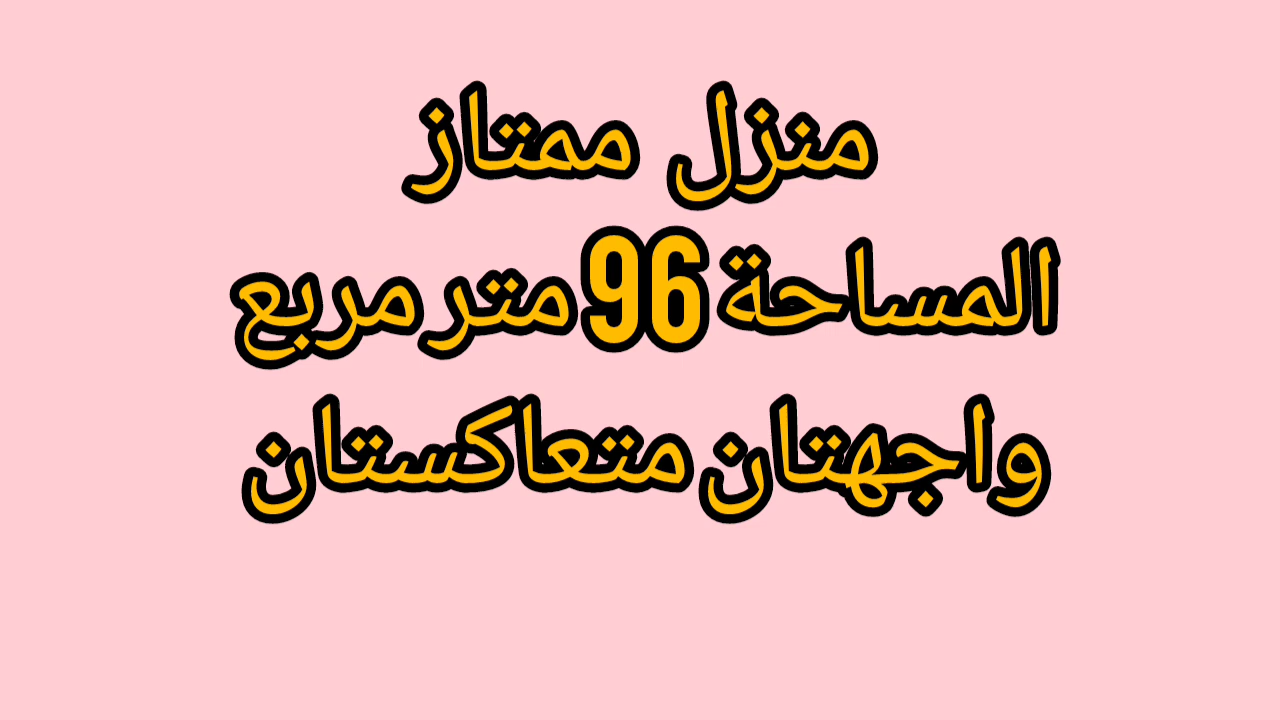 منزل ممتاز
المساحة 96 متر مربع
واجهتان متعاكستان